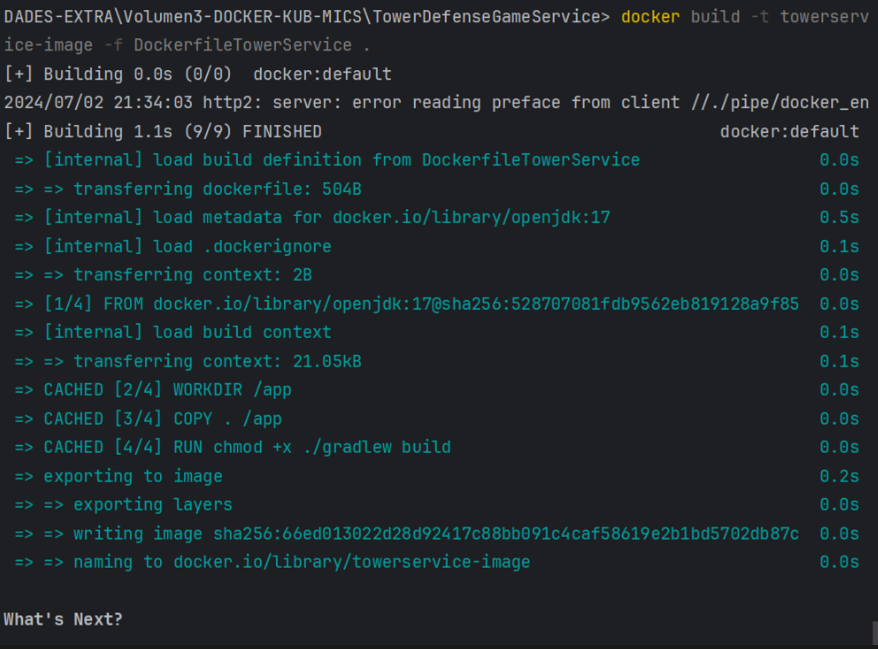 DADES-EXTRA\Volumen3-DOCKER-KUB-MICS\TowerDefenseGameService> docker build -t towerserv
ice-image -f DockerfileTowerService .
[+] Building 0.0s (0/0)  docker:default
2024/07/02 21:34:03 http2: server: error reading preface from client //./pipe/docker_en
[+] Building 1.1s (9/9) FINISHED docker:default
=> [internal] load build definition from DockerfileTowerService 0.0s
=> => transferring dockerfile: 504B 0.0s
=> [internal] load metadata for docker.io/library/openjdk:17 0.5s
=> [internal] load .dockerignore 0.1s
=> => transferring context: 2B 0.0s
=> [1/4] FROM docker.io/library/openjdk:17@sha256:528707081fdb9562eb819128a9f85 0.0s
=> [internal] load build context 0.1s
=> => transferring context: 21.05kB 0.1s
=> CACHED [2/4] WORKDIR /app 0.0s
=> CACHED [3/4] COPY . /app 0.0s
=> CACHED [4/4] RUN chmod +x ./gradlew build 0.0s
=> exporting to image 0.2s
=> => exporting layers 0.0s
=> => writing image sha256:66ed013022d28d92417c88bb091c4caf58619e2b1bd5702db87c 0.0s
=> => naming to docker.io/library/towerservice-image 0.0s
What's Next?